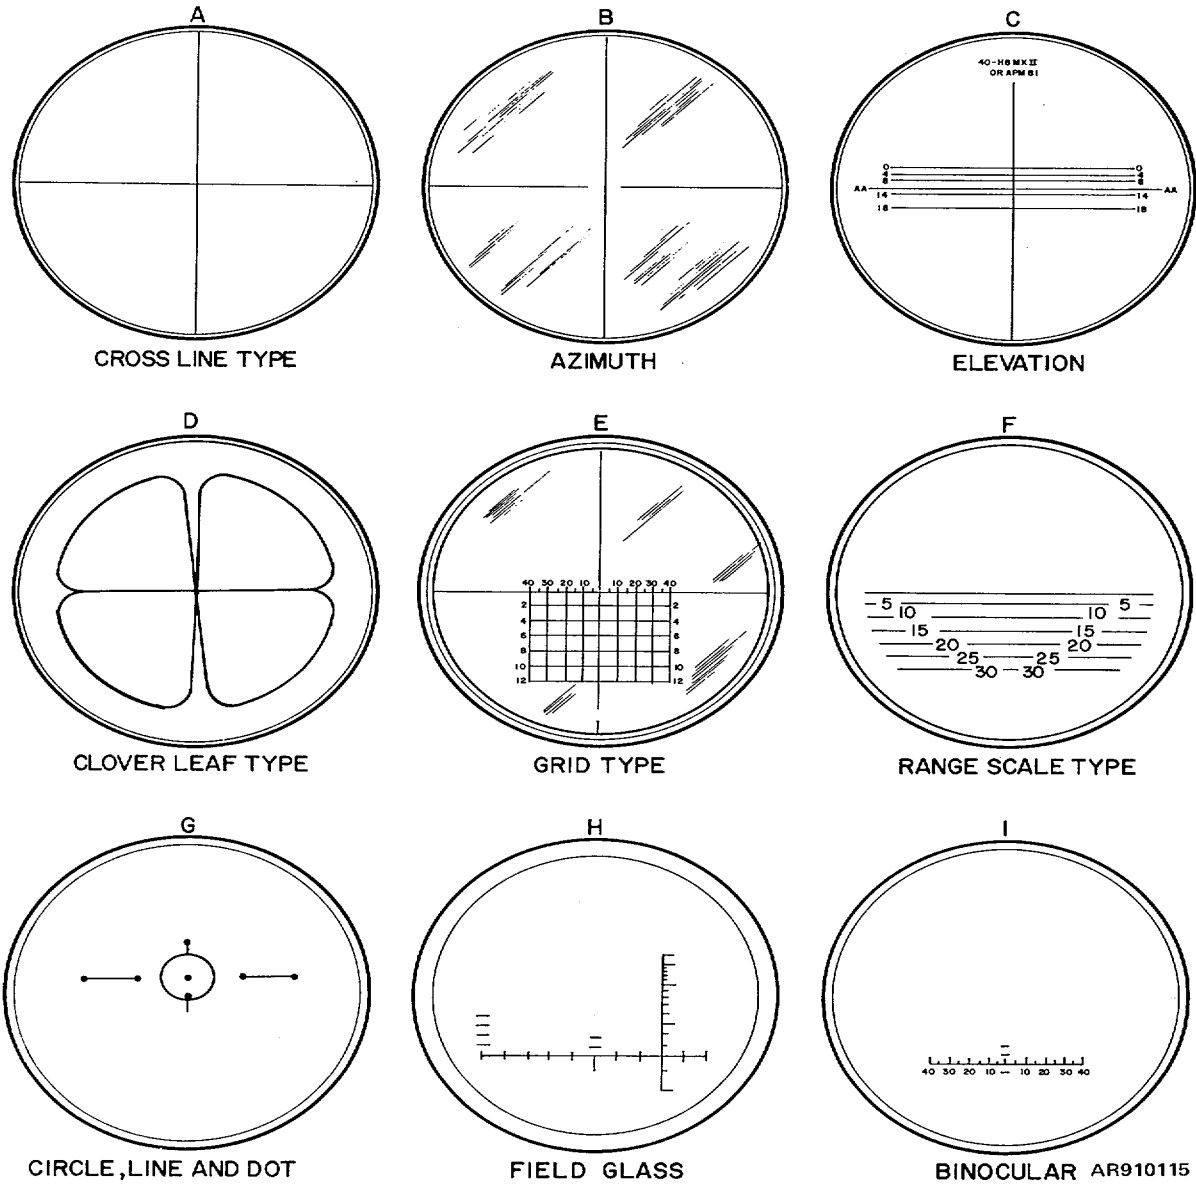 A
B
C
40-H8 MK II
OR APM 81
0 0
4 4
8 8
AA AA
14 14
18 18
CROSS LINE TYPE
AZIMUTH
ELEVATION
D
E
F
40 30 20 10 10 20 30 40
2 2
4 4
6 6
8 8
10 10
12 12
5 5
10 10
15 15
20 20
25 25
30 30
CLOVER LEAF TYPE
GRID TYPE
RANGE SCALE TYPE
G
H
I
40 30 20 10 10 20 30 40
CIRCLE, LINE AND DOT
FIELD GLASS
BINOCULAR
AR910115